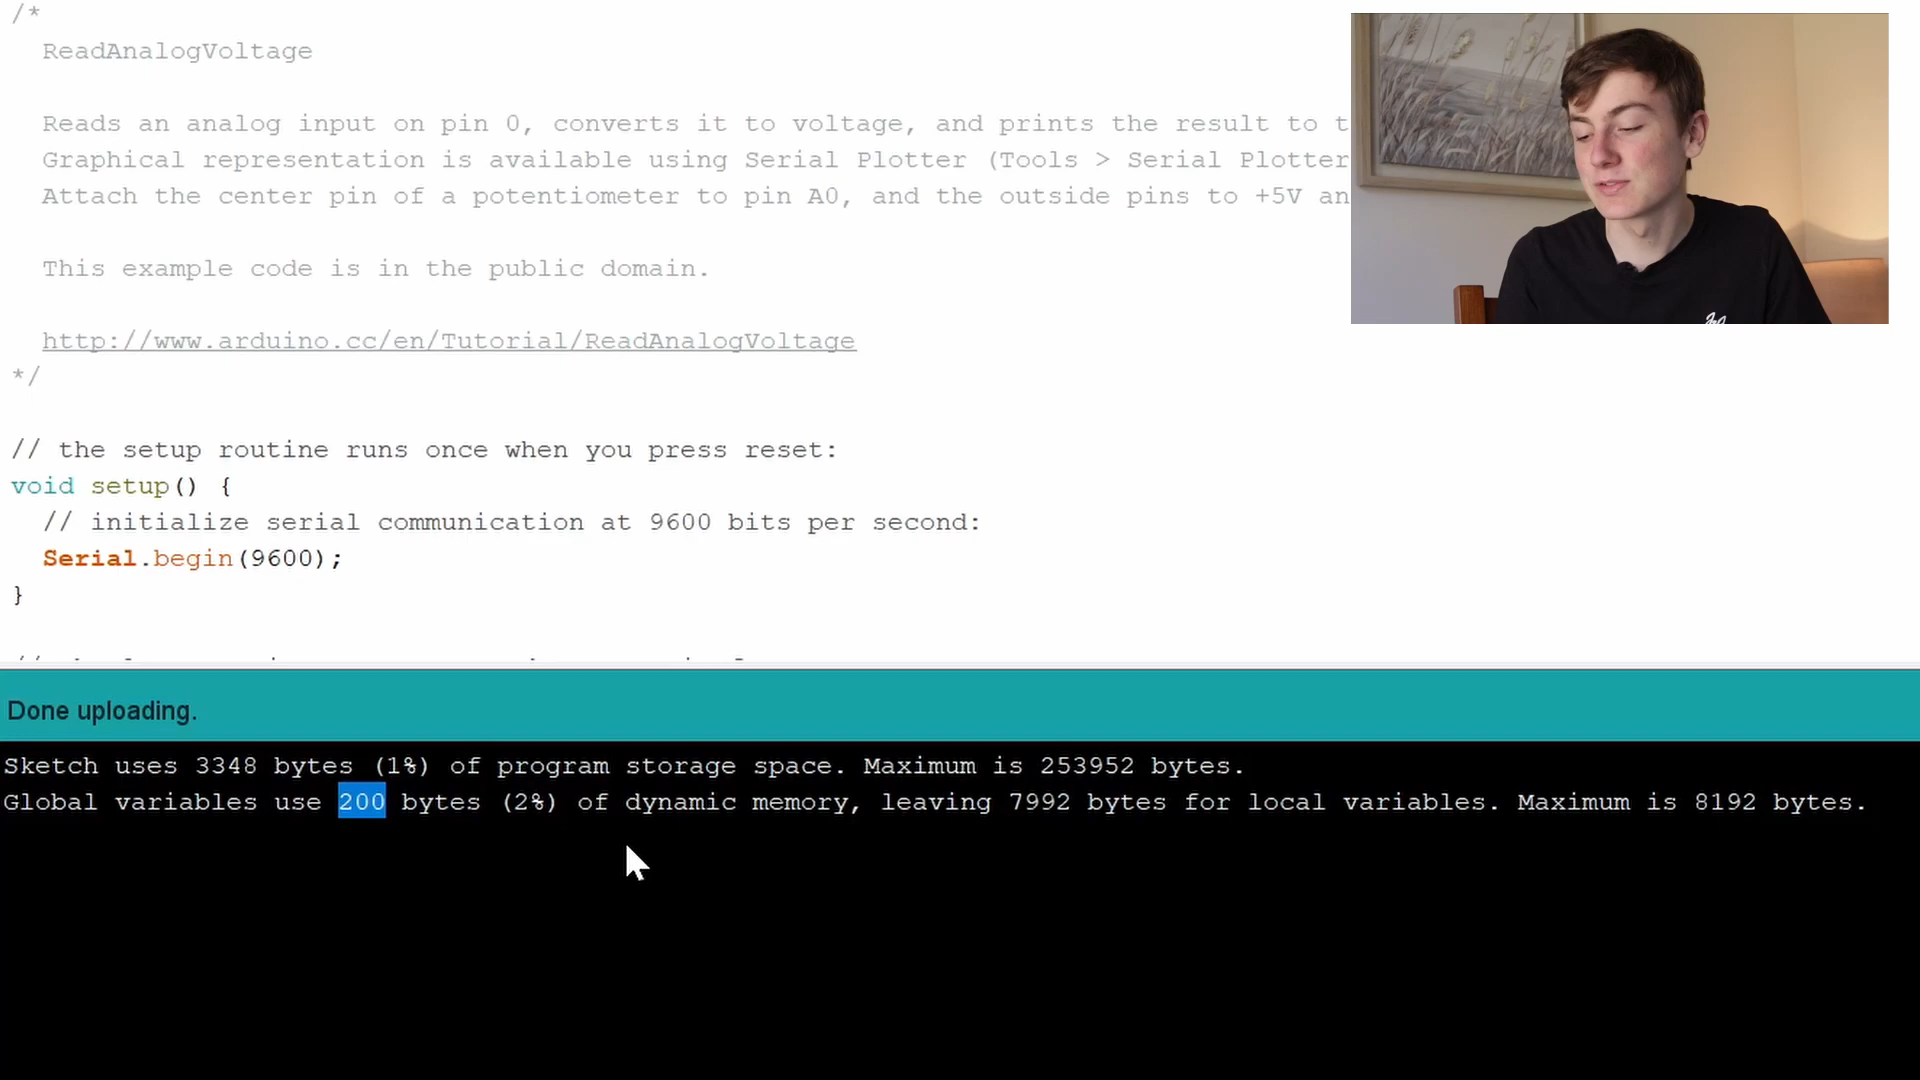 /*
ReadAnalogVoltage
Reads an analog input on pin 0, converts it to voltage, and prints the result to t
Graphical representation is available using Serial Plotter (Tools > Serial Plotter
Attach the center pin of a potentiometer to pin A0, and the outside pins to +5V an
This example code is in the public domain.
http://www.arduino.cc/en/Tutorial/ReadAnalogVoltage
*/
// the setup routine runs once when you press reset:
void setup() {
// initialize serial communication at 9600 bits per second:
Serial.begin(9600);
}
Done uploading.
Sketch uses 3348 bytes (1%) of program storage space. Maximum is 253952 bytes.
Global variables use 200 bytes (2%) of dynamic memory, leaving 7992 bytes for local variables. Maximum is 8192 bytes.